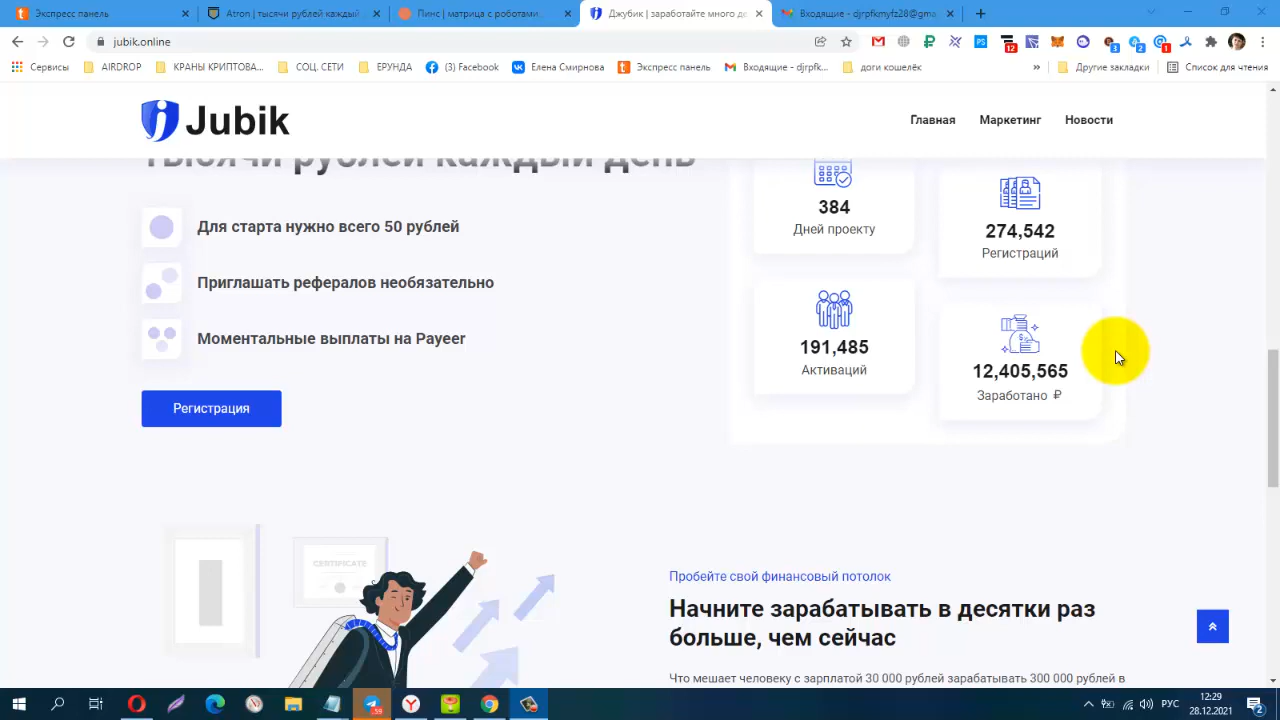 Экспресс панель
Atron | тысячи рублей каждый
Пинс | матрица с роботами.
Джубик | заработайте много де
Входящие - djrpfkmyfz28@gma
jubik.online
Сервисы
AIRDROP
КРАНЫ КРИПТОВА...
СОЦ. СЕТИ
ЕРУНДА
(3) Facebook
Елена Смирнова
Экспресс панель
Входящие - djrpfk...
доги кошелёк
»
Другие закладки
Список для чтения
Jubik
Главная
Маркетинг
Новости
тысячи рублей каждый день
Для старта нужно всего 50 рублей
Приглашать рефералов необязательно
Моментальные выплаты на Payeer
Регистрация
384
Дней проекту
274,542
Регистраций
191,485
Активаций
12,405,565
Заработано ₽
CERTIFICATE
Пробейте свой финансовый потолок
Начните зарабатывать в десятки раз
больше, чем сейчас
Что мешает человеку с зарплатой 30 000 рублей зарабатывать 300 000 рублей в
РУС
12:29
28.12.2021